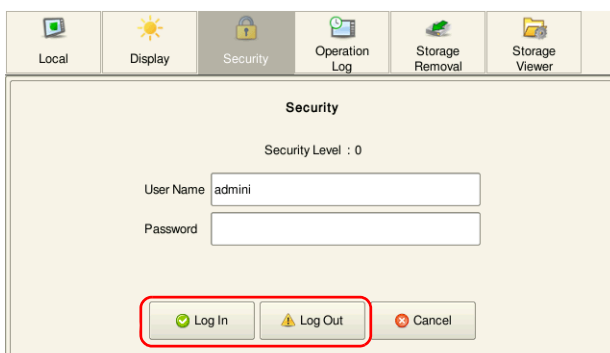 Local
Display
Security
Operation
Log
Storage
Removal
Storage
Viewer
Security
Security Level : 0
User Name admini
Password
Log In
Log Out
Cancel